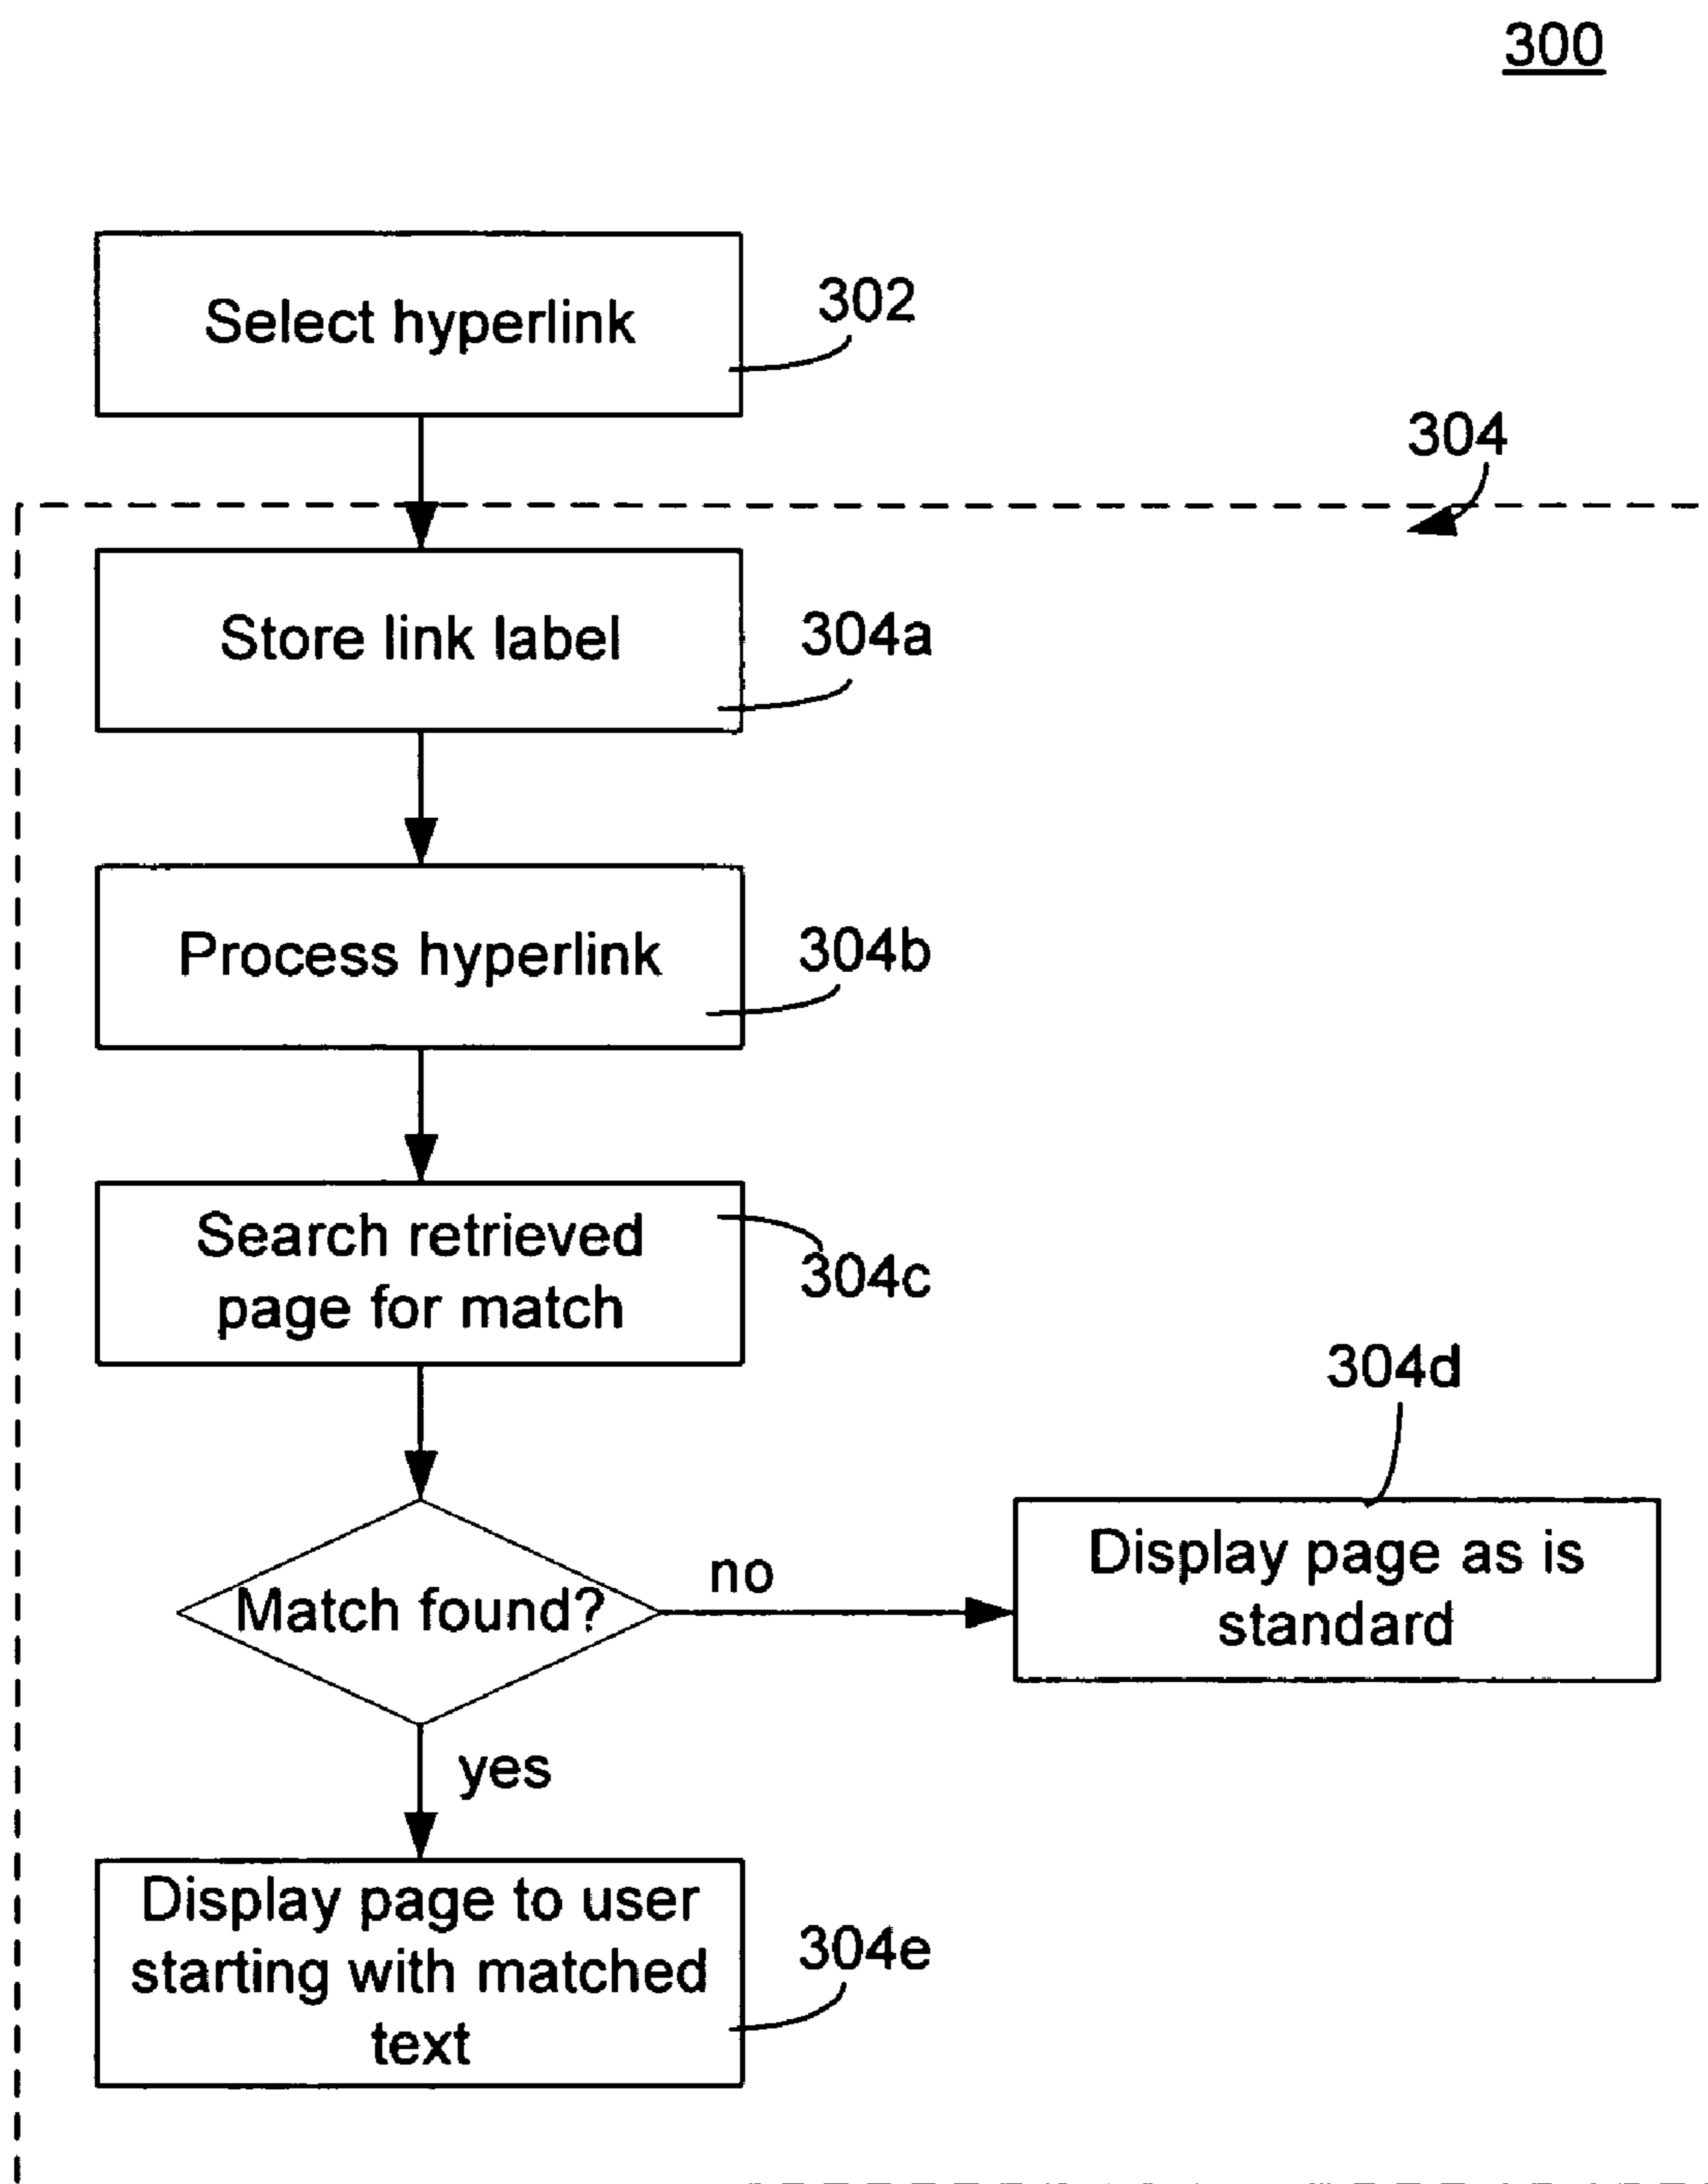 300
Select hyperlink
302
304
Store link label
304a
Process hyperlink
304b
Search retrieved
page for match
304c
304d
Match found?
no
Display page as is
standard
yes
Display page to user
starting with matched
text
304e